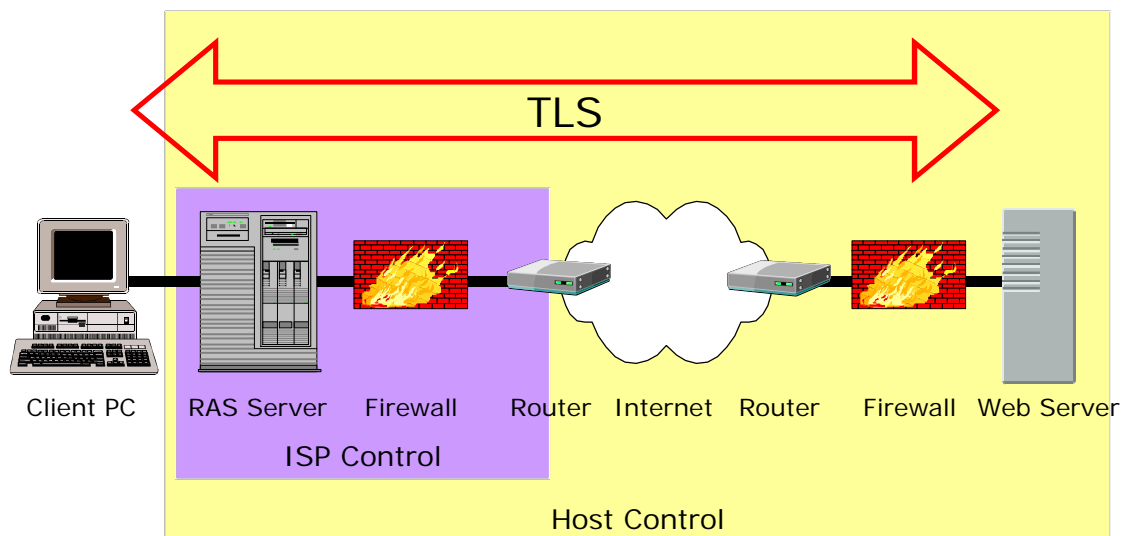 TLS
Client PC RAS Server Firewall Router Internet Router Firewall Web Server
ISP Control
Host Control